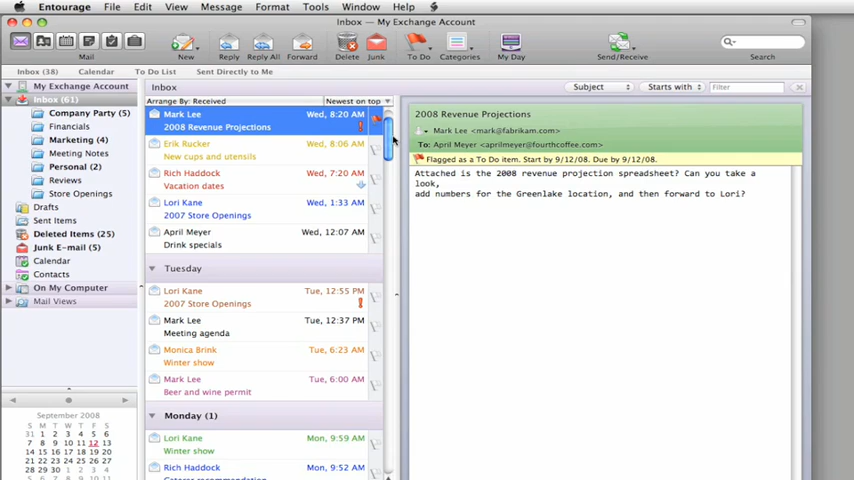 Entourage File Edit View Message Format Tools Window Help
Inbox — My Exchange Account
New Reply Reply All Forward Delete Junk To Do Categories My Day Send/Receive
Mail Search
Inbox (38) Calendar To Do List Sent Directly to Me
My Exchange Account
Inbox (61)
Company Party (5)
Financials
Marketing (4)
Meeting Notes
Personal (2)
Reviews
Store Openings
Drafts
Sent Items
Deleted Items (25)
Junk E-mail (5)
Calendar
Contacts
On My Computer
Mail Views
September 2008
S M T W T F S
31 1 2 3 4 5 6
7 8 9 10 11 12 13
14 15 16 17 18 19 20
21 22 23 24 25 26 27
28 29 30 1 2 3 4
Inbox Subject Starts with Filter
Arrange By: Received Newest on top
Mark Lee Wed, 8:20 AM
2008 Revenue Projections
Erik Rucker Wed, 8:06 AM
New cups and utensils
Rich Haddock Wed, 7:20 AM
Vacation dates
Lori Kane Wed, 1:33 AM
2007 Store Openings
April Meyer Wed, 12:07 AM
Drink specials
Tuesday
Lori Kane Tue, 12:55 PM
2007 Store Openings
Mark Lee Tue, 12:37 PM
Meeting agenda
Monica Brink Tue, 6:23 AM
Winter show
Mark Lee Tue, 6:00 AM
Beer and wine permit
Monday (1)
Lori Kane Mon, 9:59 AM
Winter show
Rich Haddock Mon, 9:52 AM
2008 Revenue Projections
Mark Lee <mark@fabrikam.com>
To: April Meyer <aprilmeyer@fourthcoffee.com>
Flagged as a To Do item. Start by 9/12/08. Due by 9/12/08.
Attached is the 2008 revenue projection spreadsheet? Can you take a
look,
add numbers for the Greenlake location, and then forward to Lori?